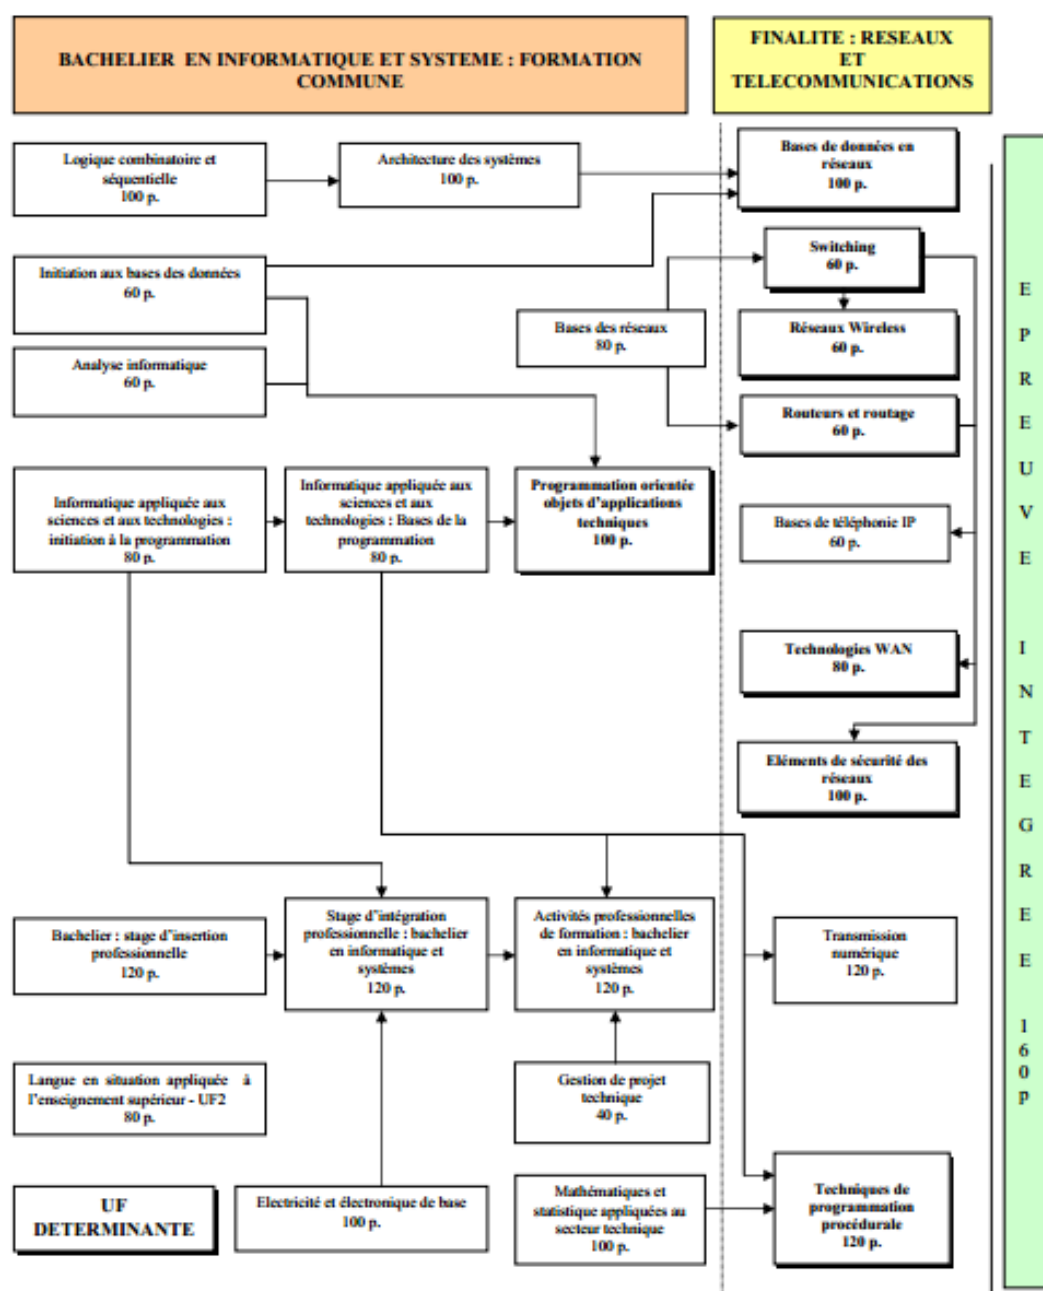 BACHELIER EN INFORMATIQUE ET SYSTEME : FORMATION
COMMUNE
FINALITE : RESEAUX
ET
TELECOMMUNICATIONS
Logique combinatoire et
séquentielle
100 p.
Architecture des systèmes
100 p.
Bases de données en
réseaux
100 p.
Initiation aux bases des données
60 p.
Switching
60 p.
Bases des réseaux
80 p.
Réseaux Wireless
60 p.
Analyse informatique
60 p.
Routeurs et routage
60 p.
Informatique appliquée aux
sciences et aux technologies :
initiation à la programmation
80 p.
Informatique appliquée aux
sciences et aux
technologies : Bases de la
programmation
80 p.
Programmation orientée
objets d'applications
techniques
100 p.
Bases de téléphonie IP
60 p.
Technologies WAN
80 p.
Eléments de sécurité des
réseaux
100 p.
Bachelier : stage d'insertion
professionnelle
120 p.
Stage d'intégration
professionnelle : bachelier
en informatique et
systèmes
120 p.
Activités professionnelles
de formation : bachelier
en informatique et
systèmes
120 p.
Transmission
numérique
120 p.
Langue en situation appliquée à
l'enseignement supérieur - UF2
80 p.
Gestion de projet
technique
40 p.
UF
DETERMINANTE
Electricité et électronique de base
100 p.
Mathématiques et
statistique appliquées au
secteur technique
100 p.
Techniques de
programmation
procédurale
120 p.
E
P
R
E
U
V
E
I
N
T
E
G
R
E
E
1
6
0
p